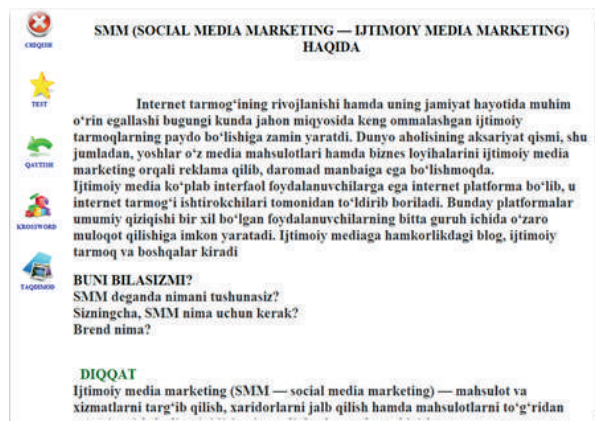 SMM (SOCIAL MEDIA MARKETING — IJTIMOIY MEDIA MARKETING)
HAQIDA
CHIQISH
TEST
QAYTISH
KROSSWORD
TAQDIMOD
Internet tarmog‘ining rivojlanishi hamda uning jamiyat hayotida muhim
o‘rin egallashi bugungi kunda jahon miqyosida keng ommalashgan ijtimoiy
tarmoqlarning paydo bo‘lishiga zamin yaratdi. Dunyo aholisining aksariyat qismi, shu
jumladan, yoshlar o‘z media mahsulotlari hamda biznes loyihalarini ijtimoiy media
marketing orqali reklama qilib, daromad manbaiga ega bo‘lishmoqda.
Ijtimoiy media ko‘plab interfaol foydalanuvchilarga ega internet platforma bo‘lib, u
internet tarmog‘i ishtirokchilari tomonidan to‘ldirib boriladi. Bunday platformalar
umumiy qiziqishi bir xil bo‘lgan foydalanuvchilarning bitta guruh ichida o‘zaro
muloqot qilishiga imkon yaratadi. Ijtimoiy mediaga hamkorlikdagi blog, ijtimoiy
tarmoq va boshqalar kiradi
BUNI BILASIZMI?
SMM deganda nimani tushunasiz?
Sizningcha, SMM nima uchun kerak?
Brend nima?
DIQQAT
Ijtimoiy media marketing (SMM — social media marketing) — mahsulot va
xizmatlarni targ‘ib qilish, xaridorlarni jalb qilish hamda mahsulotlarni to‘g‘ridan